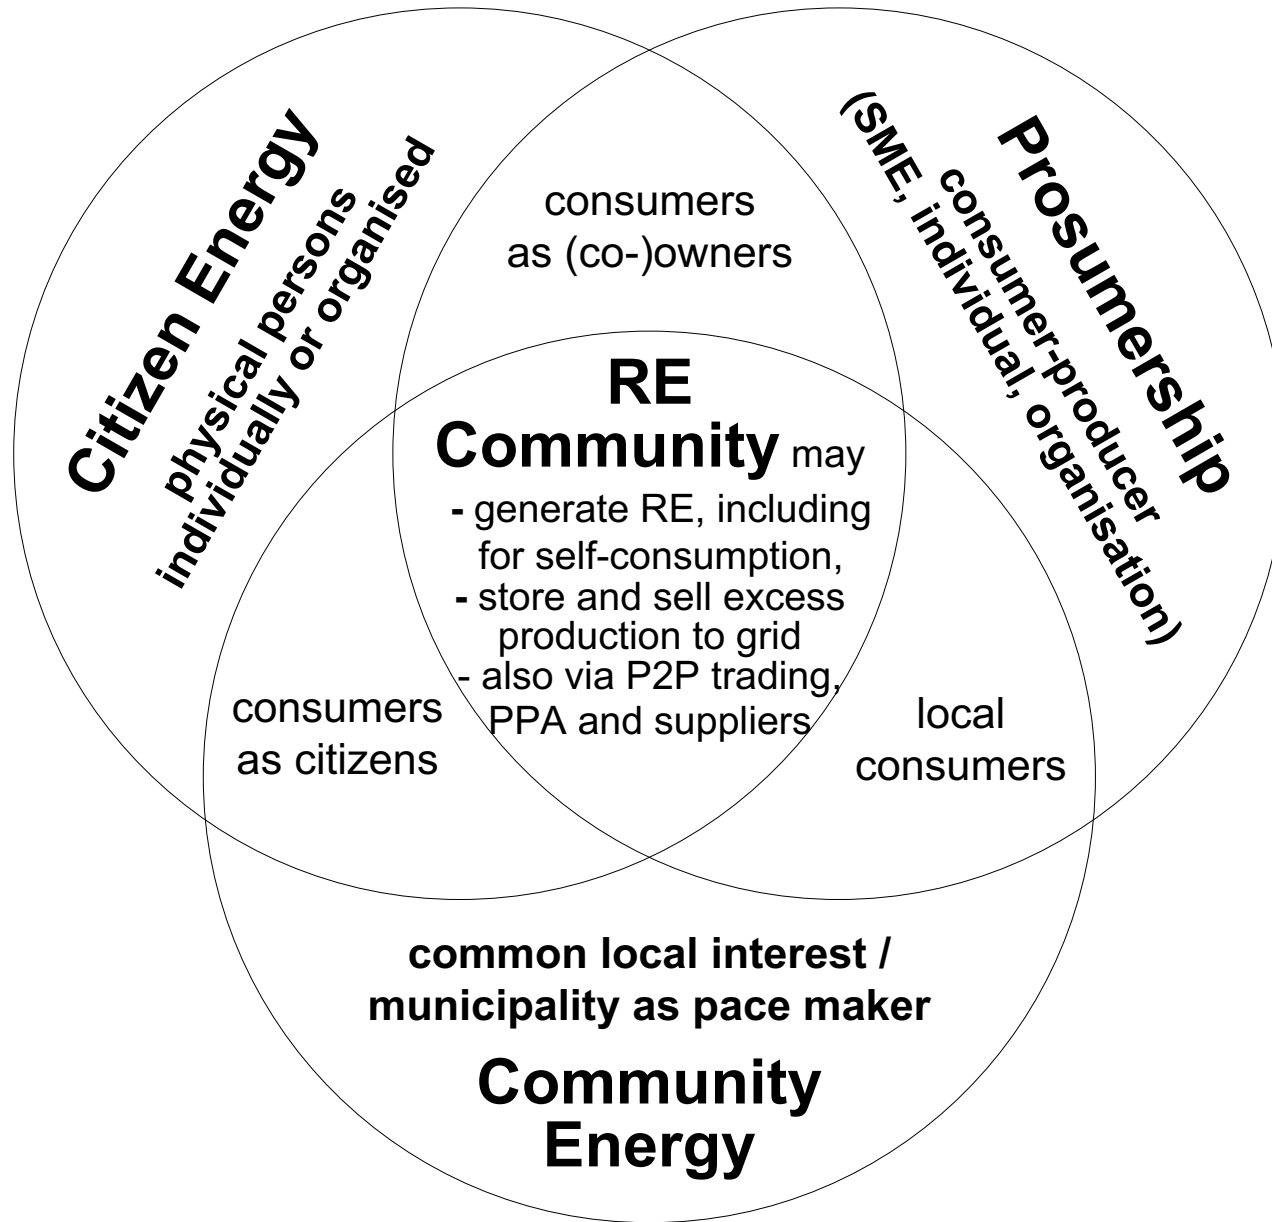 Citizen Energy
physical persons
individually or organised
Prosumership
consumer-producer
(SME, individual, organisation)
consumers
as (co-)owners
RE
Community may
- generate RE, including
for self-consumption,
- store and sell excess
production to grid
- also via P2P trading,
PPA and suppliers
consumers
as citizens
local
consumers
common local interest /
municipality as pace maker
Community
Energy